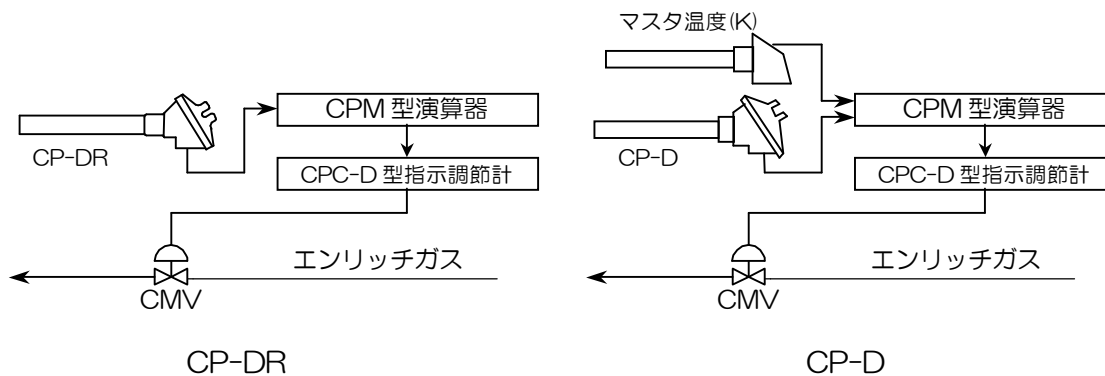 CPM 型演算器
CP-DR
CPC-D 型指示調節計
エンリッチガス
CMV
CP-DR
マスタ温度(K)
CPM 型演算器
CP-D
CPC-D 型指示調節計
エンリッチガス
CMV
CP-D